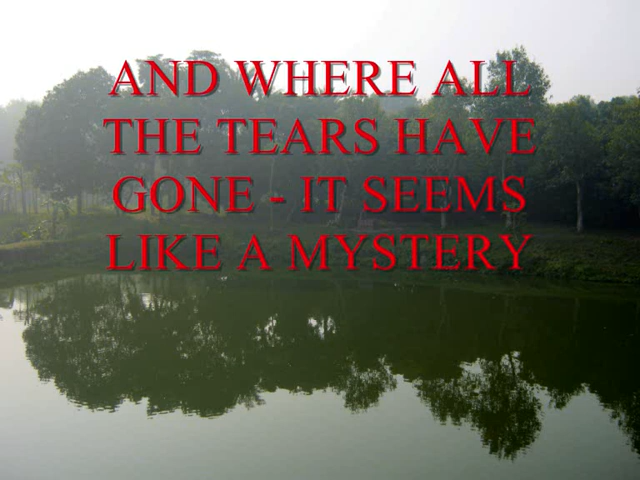 AND WHERE ALL
THE TEARS HAVE
GONE - IT SEEMS
LIKE A MYSTERY